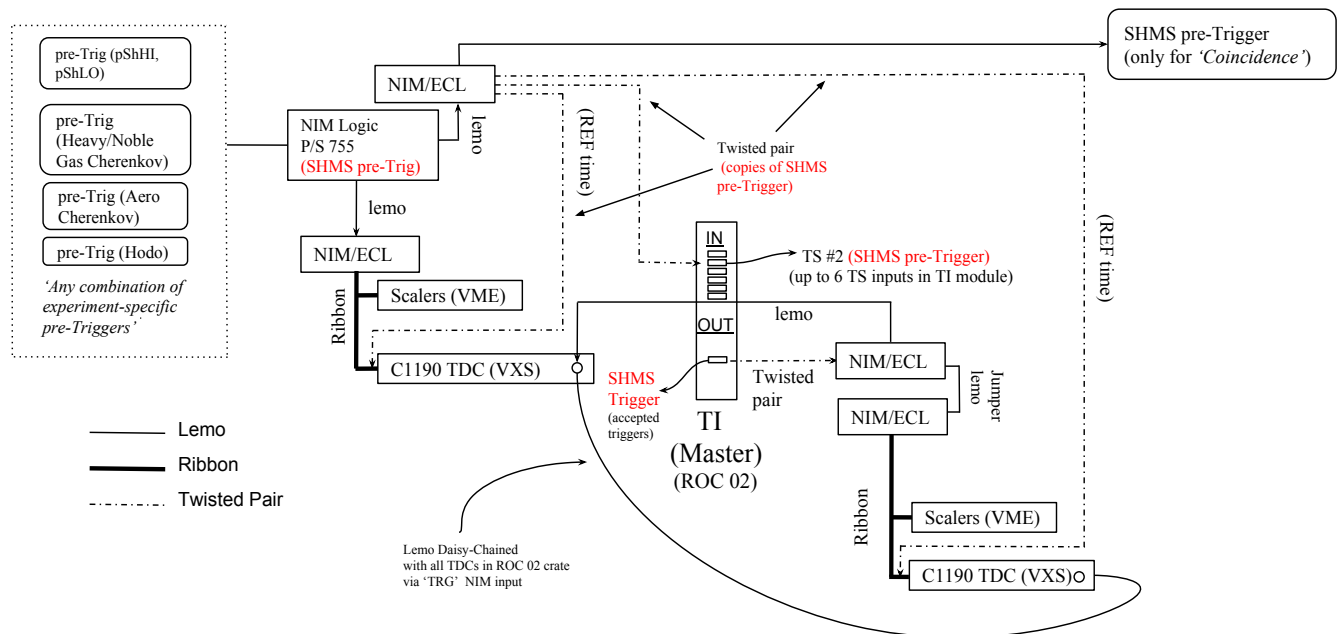 pre-Trig (pShHI,
pShLO)
pre-Trig
(Heavy/Noble
Gas Cherenkov)
pre-Trig (Aero
Cherenkov)
pre-Trig (Hodo)
'Any combination of
experiment-specific
pre-Triggers'
NIM/ECL
NIM Logic
P/S 755
(SHMS pre-Trig)
lemo
lemo
NIM/ECL
Ribbon
Scalers (VME)
C1190 TDC (VXS)
(REF time)
SHMS pre-Trigger
(only for 'Coincidence')
Twisted pair
(copies of SHMS
pre-Trigger)
(REF time)
IN
TS #2 (SHMS pre-Trigger)
(up to 6 TS inputs in TI module)
lemo
OUT
SHMS
Trigger
(accepted
triggers)
Twisted
pair
TI
(Master)
(ROC 02)
NIM/ECL
Jumper
lemo
NIM/ECL
Ribbon
Scalers (VME)
C1190 TDC (VXS)
Lemo
Ribbon
Twisted Pair
Lemo Daisy-Chained
with all TDCs in ROC 02 crate
via 'TRG' NIM input